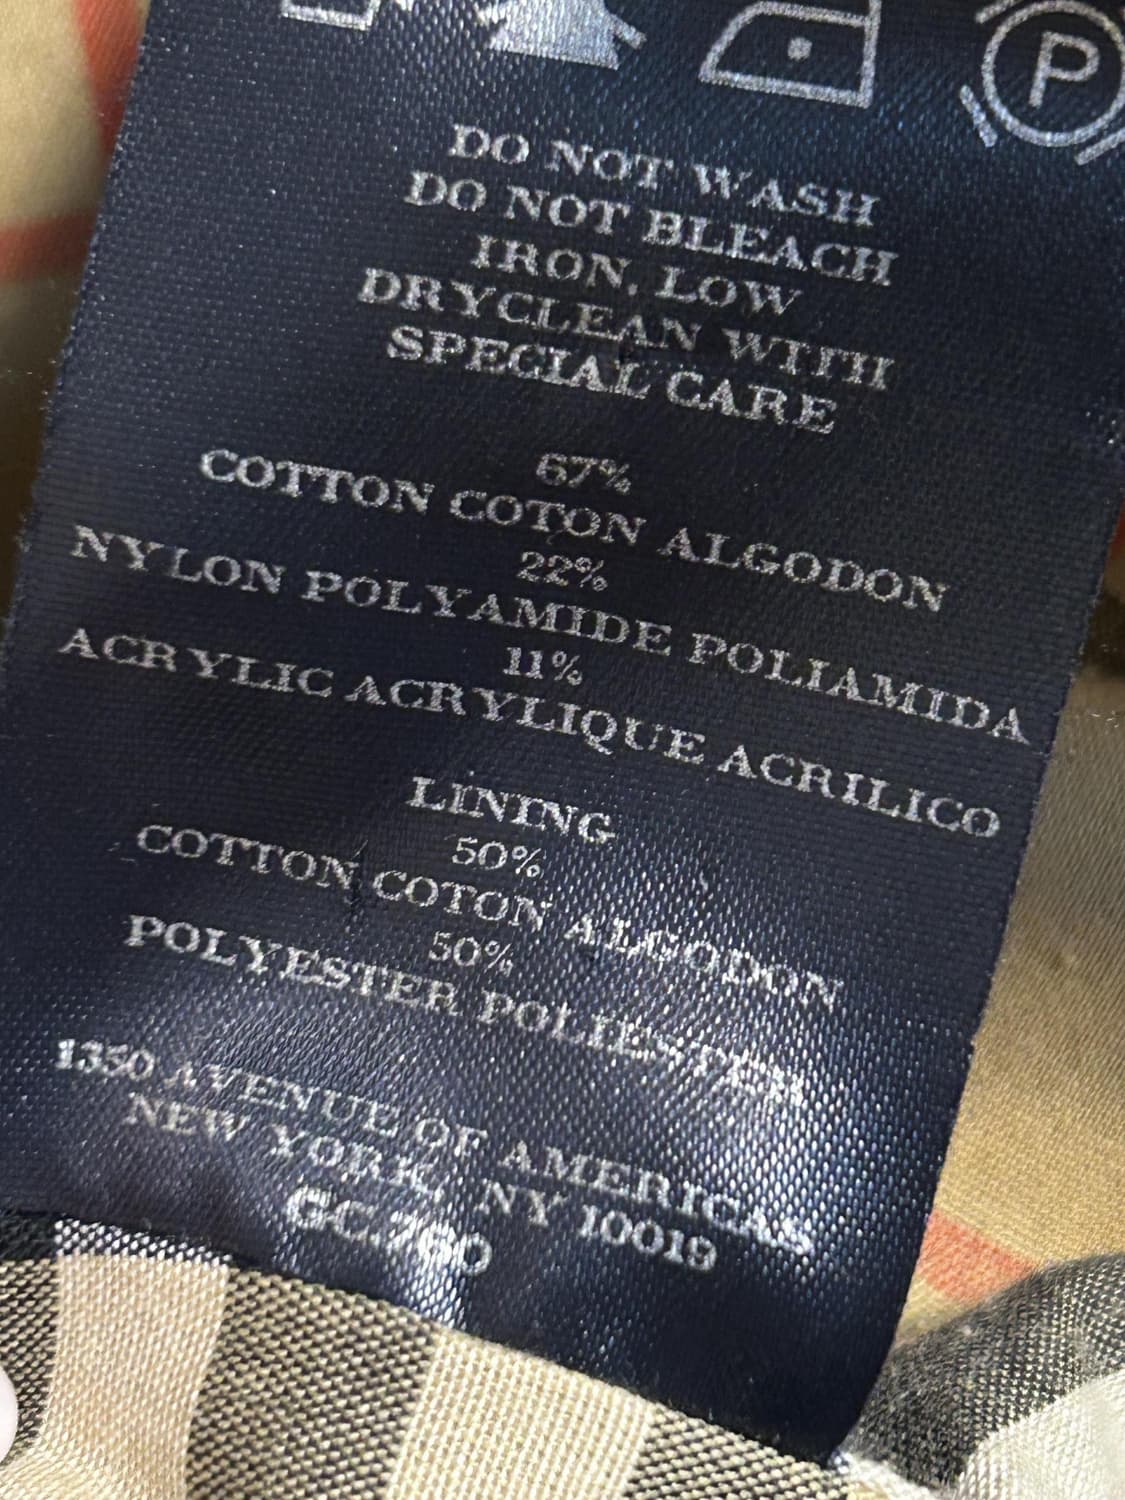 P
DO NOT WASH
DO NOT BLEACH
IRON, LOW
DRYCLEAN WITH
SPECIAL CARE
67%
COTTON COTON ALGODON
22%
NYLON POLYAMIDE POLIAMIDA
11%
ACRYLIC ACRYLIQUE ACRILICO
LINING
50%
COTTON COTON ALGODON
50%
POLYESTER POLIESTER
1350 AVENUE OF AMERICAS
NEW YORK, NY 10019
GC.760